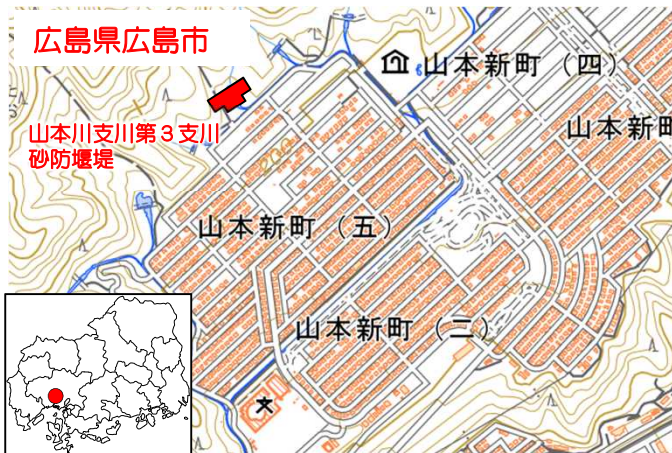 広島県広島市
山本新町（四）
山本新町
山本川支川第３支川
砂防堰堤
200
山本新町（五）
山本新町（二）